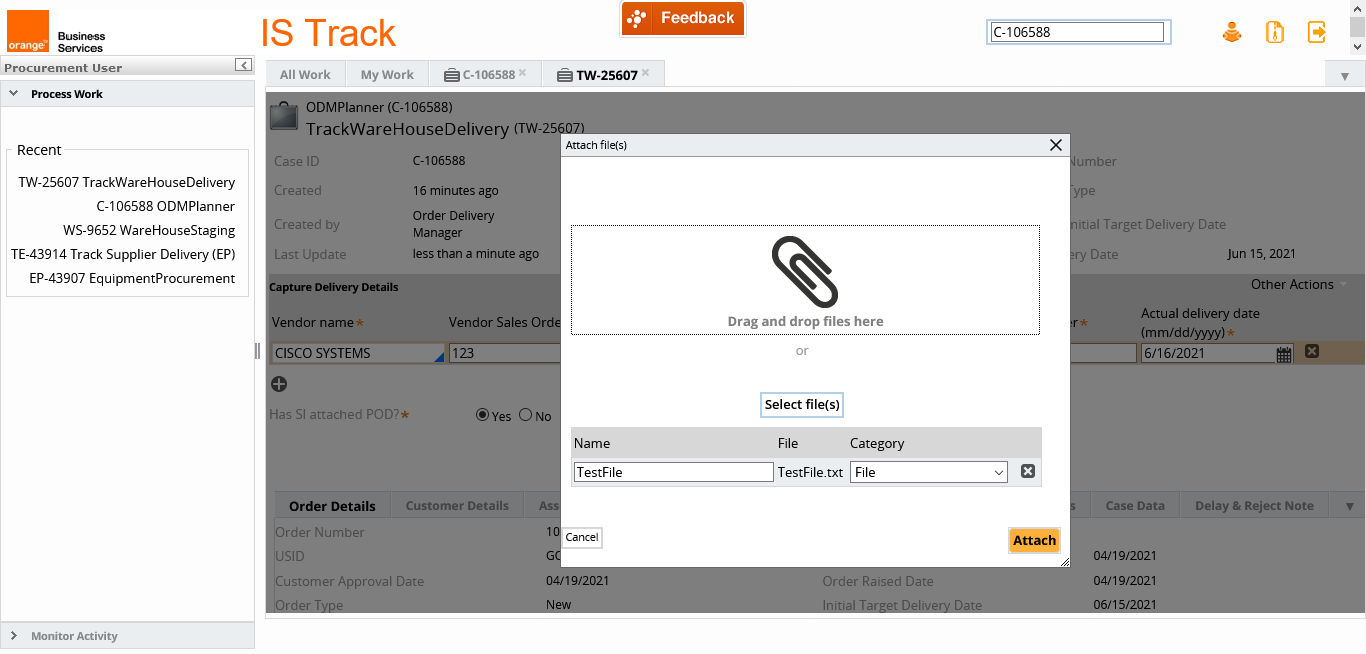 orange™
Business
Services
IS Track
Feedback
C-106588
Procurement User
Process Work
All Work
My Work
C-106588
TW-25607
Recent
TW-25607 TrackWareHouseDelivery
C-106588 ODMPlanner
WS-9652 WareHouseStaging
TE-43914 Track Supplier Delivery (EP)
EP-43907 EquipmentProcurement
Monitor Activity
ODMPlanner (C-106588)
TrackWareHouseDelivery (TW-25607)
Case ID C-106588
Created 16 minutes ago
Created by Order Delivery
Manager
Last Update less than a minute ago
Number
Type
Initial Target Delivery Date
ery Date Jun 15, 2021
Capture Delivery Details
Other Actions
Vendor name*
Vendor Sales Orde
er*
Actual delivery date
(mm/dd/yyyy)*
CISCO SYSTEMS
123
6/16/2021
Has SI attached POD?*
Yes
No
Attach file(s)
Drag and drop files here
or
Select file(s)
Name File Category
TestFile TestFile.txt File
Cancel
Attach
Order Details
Customer Details
Ass
s
Case Data
Delay & Reject Note
Order Number 10
USID GC
04/19/2021
Customer Approval Date 04/19/2021
Order Raised Date 04/19/2021
Order Type New
Initial Target Delivery Date 06/15/2021